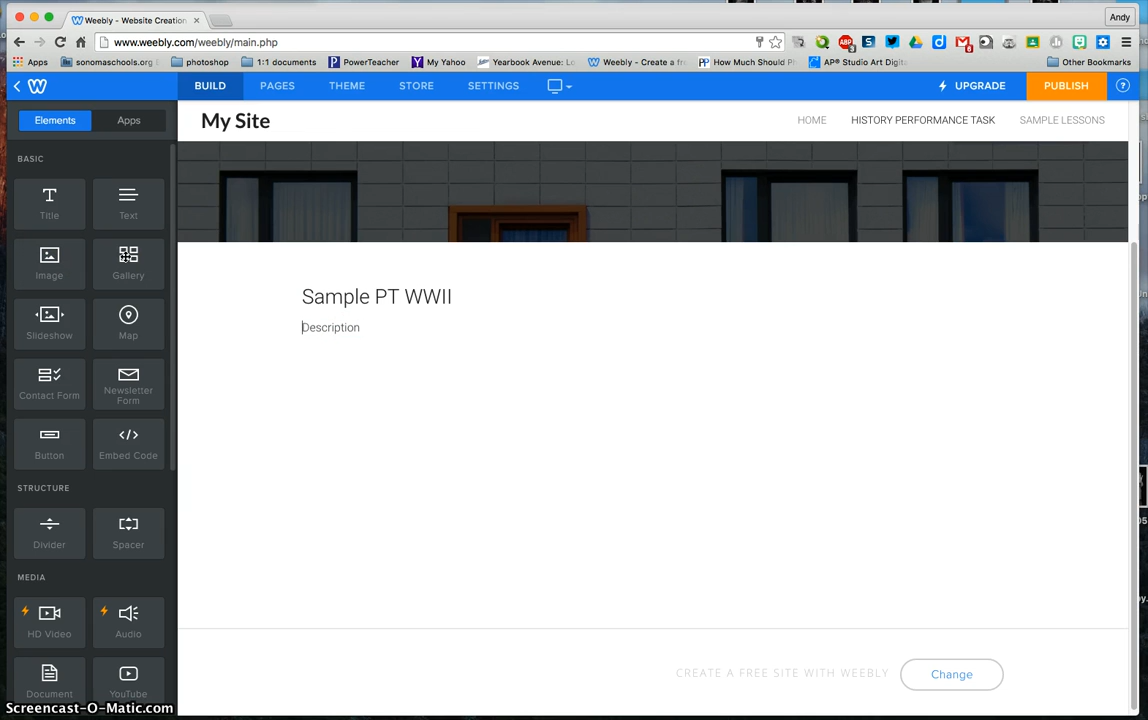 Weebly - Website Creation
Andy
www.weebly.com/weebly/main.php
Apps
sonomaschools.org
photoshop
1:1 documents
PowerTeacher
My Yahoo
Yearbook Avenue: Lo
Weebly - Create a fr
How Much Should P
AP® Studio Art Digit
Other Bookmarks
BUILD
PAGES
THEME
STORE
SETTINGS
UPGRADE
PUBLISH
?
Elements
Apps
My Site
HOME
HISTORY PERFORMANCE TASK
SAMPLE LESSONS
BASIC
Title
Text
Image
Gallery
Slideshow
Map
Contact Form
Newsletter
Form
Button
Embed Code
STRUCTURE
Divider
Spacer
MEDIA
HD Video
Audio
Document
YouTube
Sample PT WWII
Description
CREATE A FREE SITE WITH WEEBLY
Change
Screencast-O-Matic.com